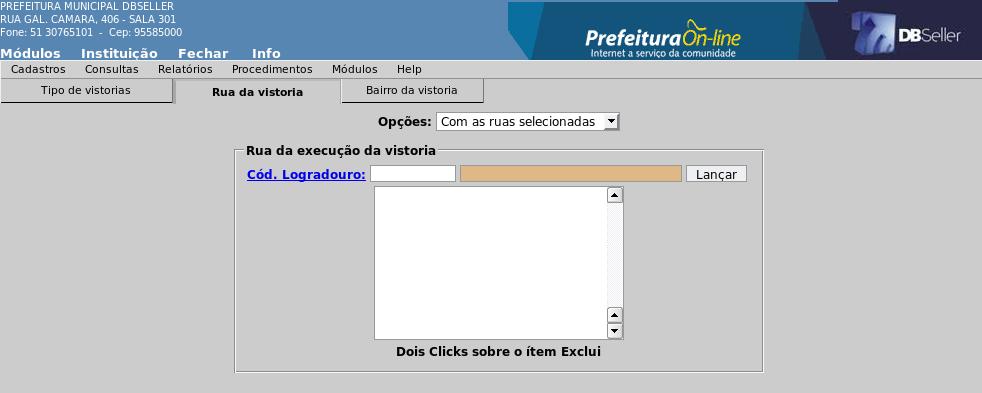 PREFEITURA MUNICIPAL DBSELLER
RUA GAL. CAMARA, 406 - SALA 301
Fone: 51 30765101 - Cep: 95585000
Prefeitura On-line
Internet a serviço da comunidade
DBSeller
Módulos Instituição Fechar Info
Cadastros Consultas Relatórios Procedimentos Módulos Help
Tipo de vistorias Rua da vistoria Bairro da vistoria
Opções: Com as ruas selecionadas
Rua da execução da vistoria
Cód. Logradouro: Lançar
Dois Clicks sobre o ítem Exclui